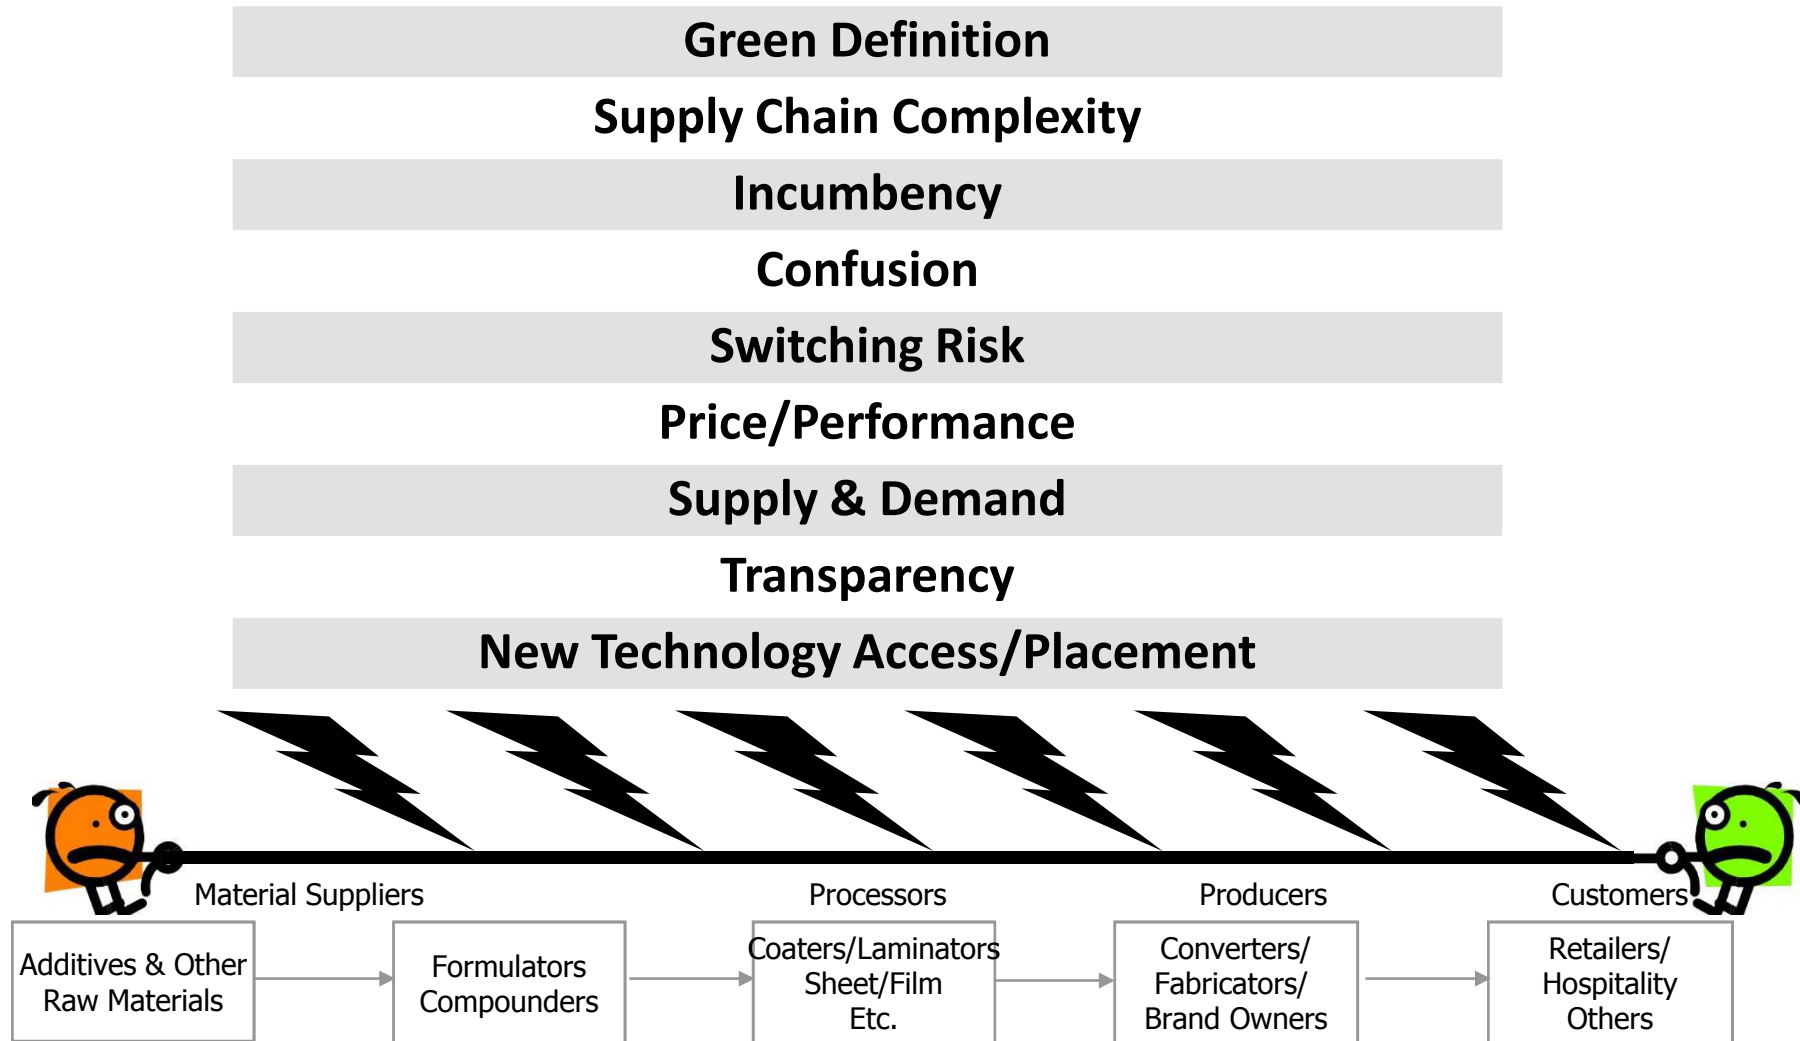 Green Definition
Supply Chain Complexity
Incumbency
Confusion
Switching Risk
Price/Performance
Supply & Demand
Transparency
New Technology Access/Placement
Material Suppliers
Processors
Producers
Customers
Additives & Other
Raw Materials
Formulators
Compounders
Coaters/Laminators
Sheet/Film
Etc.
Converters/
Fabricators/
Brand Owners
Retailers/
Hospitality
Others